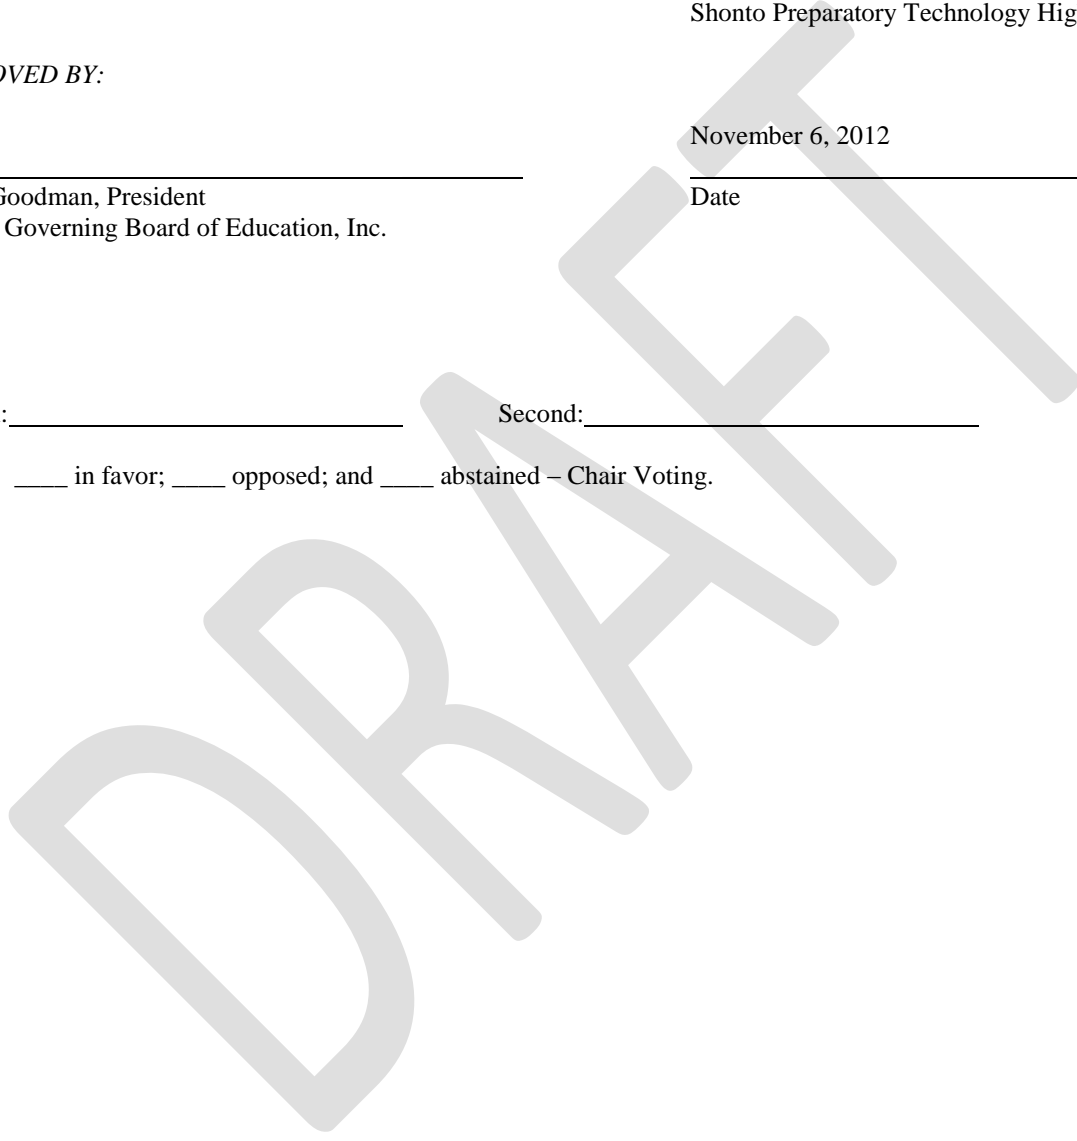 Shonto Preparatory Technology Hig
OVED BY:
November 6, 2012
Goodman, President
Date
Governing Board of Education, Inc.
: Second:
____ in favor; ____ opposed; and ____ abstained – Chair Voting.
DRAFT